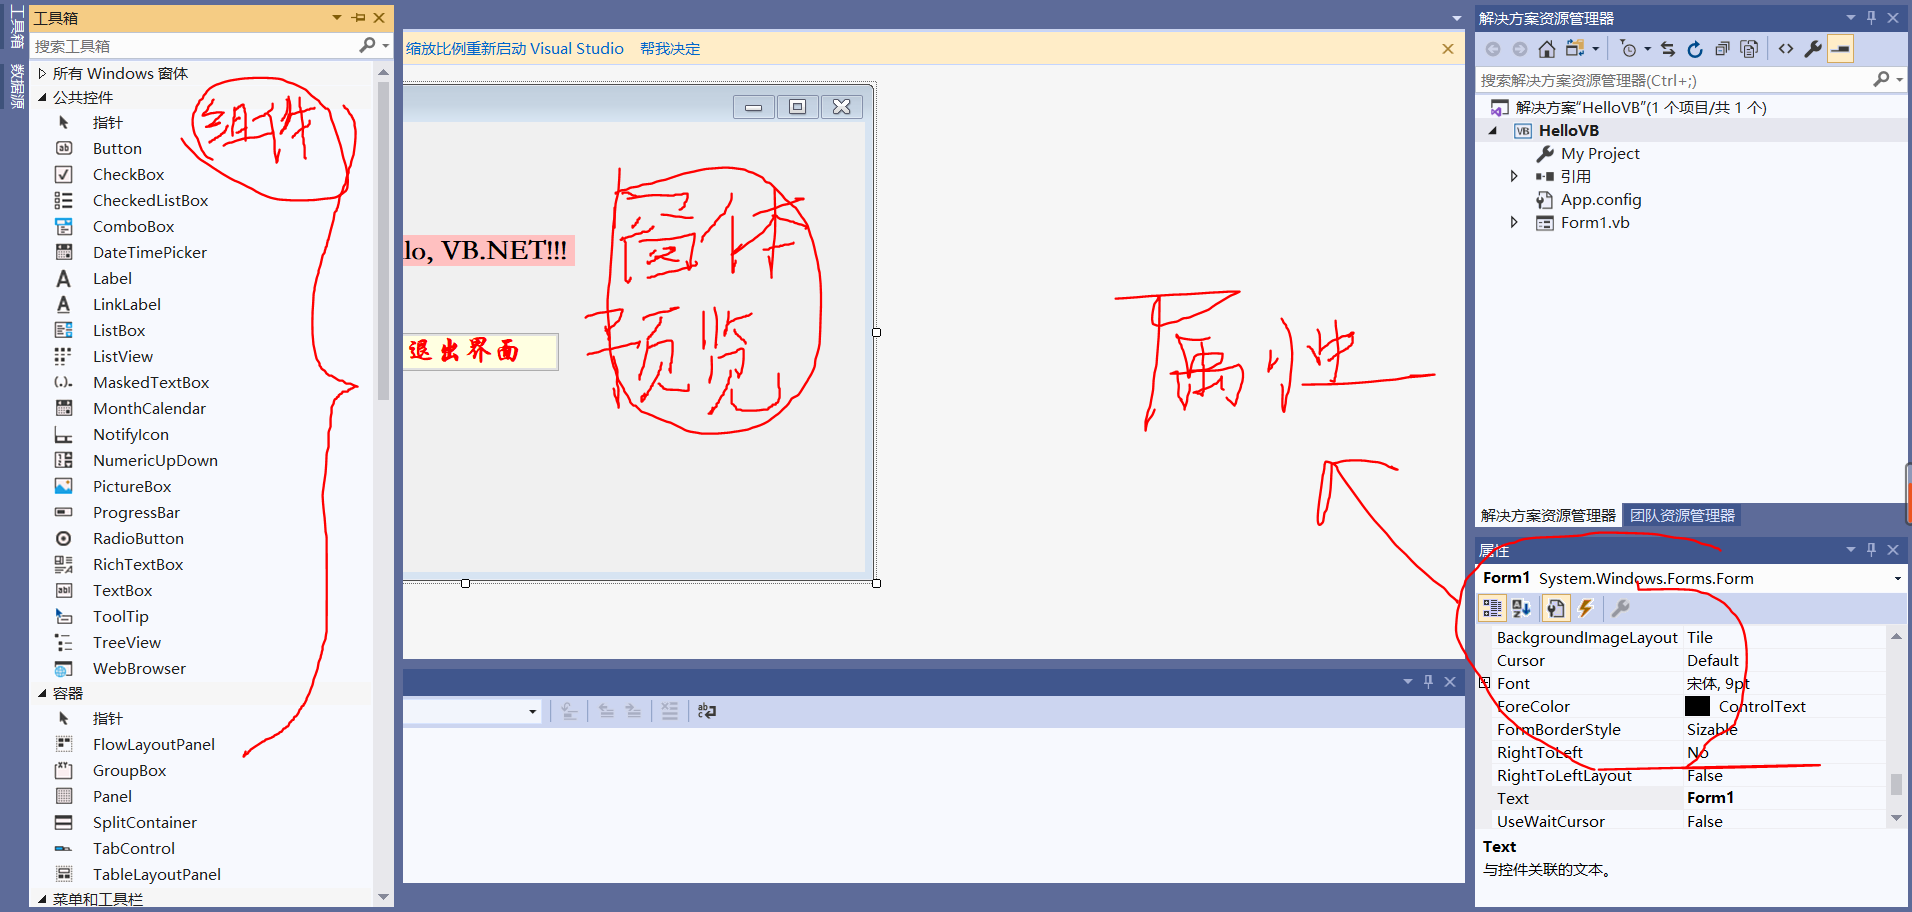 工具箱
数据源
工具箱
搜索工具箱
所有 Windows 窗体
公共控件
指针
Button
CheckBox
CheckedListBox
ComboBox
DateTimePicker
Label
LinkLabel
ListBox
ListView
MaskedTextBox
MonthCalendar
NotifyIcon
NumericUpDown
PictureBox
ProgressBar
RadioButton
RichTextBox
TextBox
ToolTip
TreeView
WebBrowser
容器
指针
FlowLayoutPanel
GroupBox
Panel
SplitContainer
TabControl
TableLayoutPanel
菜单和工具栏
组件
缩放比例重新启动 Visual Studio 帮我决定
lo, VB.NET!!!
退出界面
窗体
预览
属性
解决方案资源管理器
搜索解决方案资源管理器(Ctrl+;)
解决方案"HelloVB"(1 个项目/共 1 个)
HelloVB
My Project
引用
App.config
Form1.vb
解决方案资源管理器 团队资源管理器
属性
Form1 System.Windows.Forms.Form
BackgroundImageLayout Tile
Cursor Default
Font 宋体, 9pt
ForeColor ControlText
FormBorderStyle Sizable
RightToLeft No
RightToLeftLayout False
Text Form1
UseWaitCursor False
Text
与控件关联的文本。